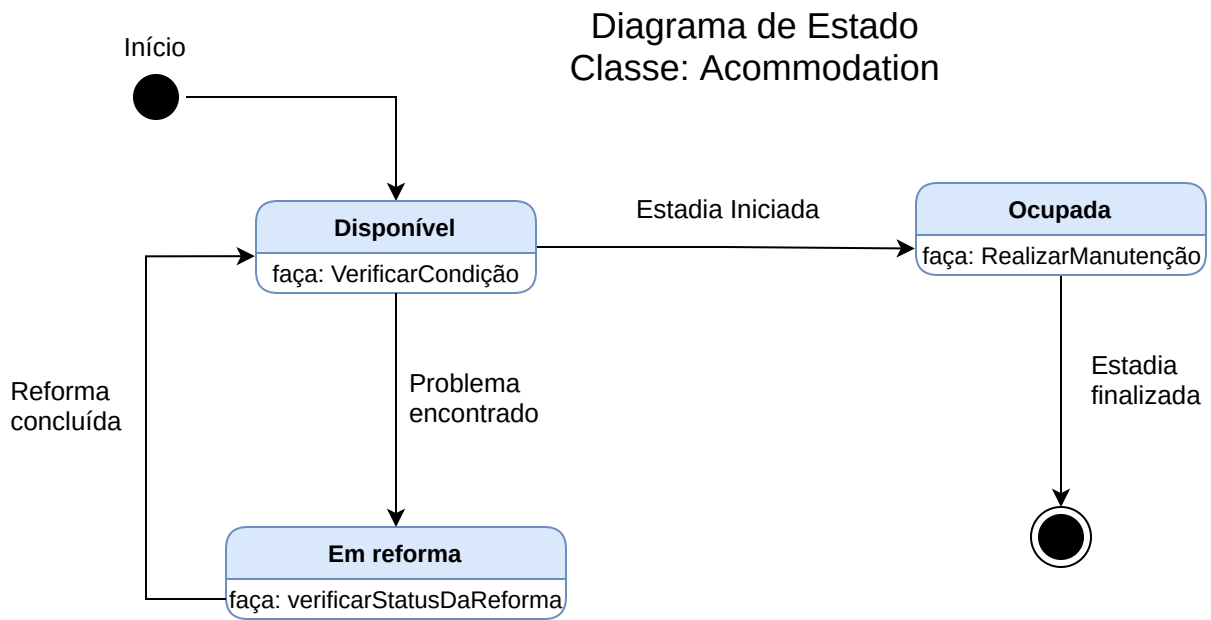 Diagrama de Estado
Classe: Acommodation
Início
Disponível
faça: VerificarCondição
Estadia Iniciada
Ocupada
faça: RealizarManutenção
Reforma
concluída
Problema
encontrado
Estadia
finalizada
Em reforma
faça: verificarStatusDaReforma